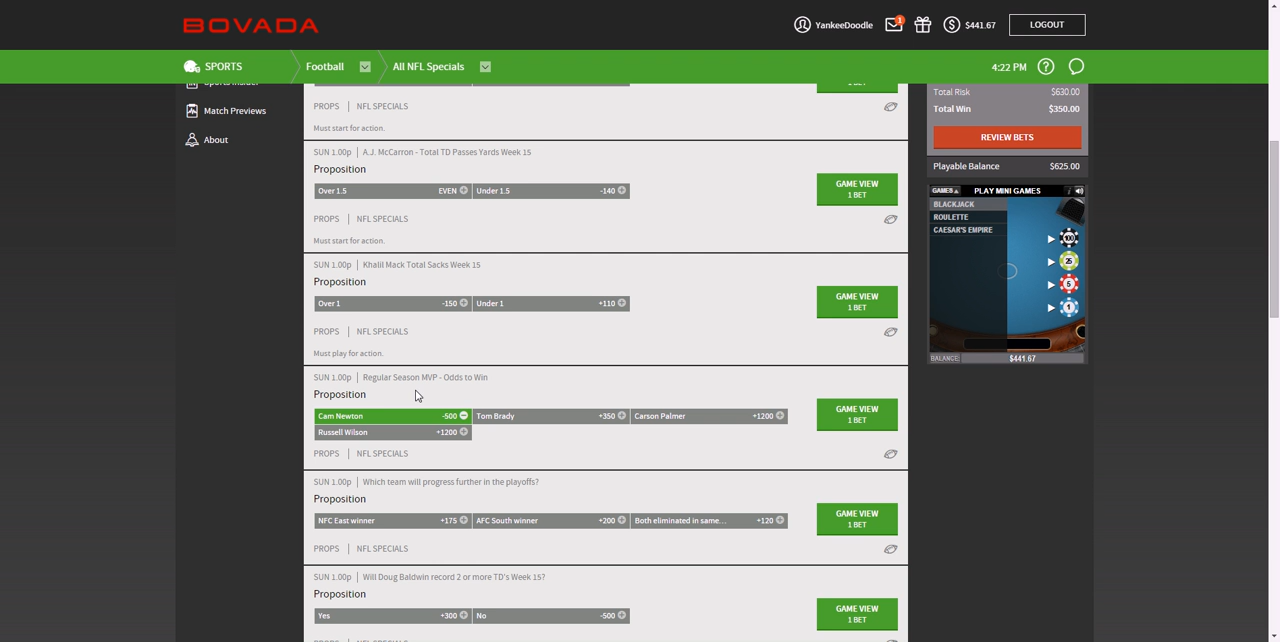 BOVADA
YankeeDoodle 1 $441.67 LOGOUT
SPORTS Football All NFL Specials 4:22 PM ?
Match Previews
About
PROPS | NFL SPECIALS
Must start for action.
SUN 1.00p | A.J. McCarron - Total TD Passes Yards Week 15
Proposition
Over 1.5 EVEN Under 1.5 -140
GAME VIEW
1 BET
PROPS | NFL SPECIALS
Must start for action.
SUN 1.00p | Khalil Mack Total Sacks Week 15
Proposition
Over 1 -150 Under 1 +110
GAME VIEW
1 BET
PROPS | NFL SPECIALS
Must play for action.
SUN 1.00p | Regular Season MVP - Odds to Win
Proposition
Cam Newton -500 Tom Brady +350 Carson Palmer +1200
Russell Wilson +1200
GAME VIEW
1 BET
PROPS | NFL SPECIALS
SUN 1.00p | Which team will progress further in the playoffs?
Proposition
NFC East winner +175 AFC South winner +200 Both eliminated in same... +120
GAME VIEW
1 BET
PROPS | NFL SPECIALS
SUN 1.00p | Will Doug Baldwin record 2 or more TD's Week 15?
Proposition
Yes +300 No -500
GAME VIEW
1 BET
Total Risk $630.00
Total Win $350.00
REVIEW BETS
Playable Balance $625.00
GAMES PLAY MINI GAMES
BLACKJACK
ROULETTE
CAESAR'S EMPIRE
100
25
5
1
BALANCE: $441.67